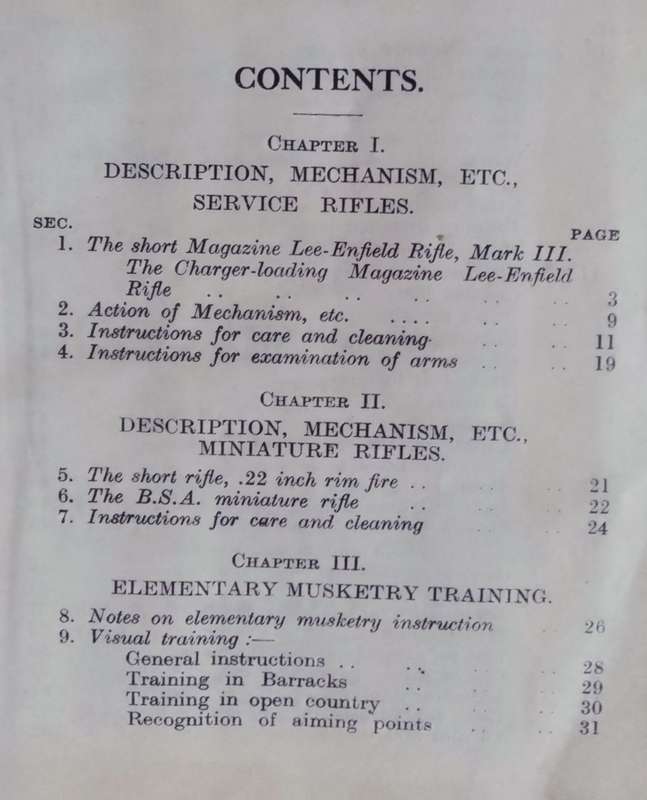 CONTENTS.
CHAPTER I.
DESCRIPTION, MECHANISM, ETC.,
SERVICE RIFLES.
SEC. PAGE
1. The short Magazine Lee-Enfield Rifle, Mark III.
The Charger-loading Magazine Lee-Enfield
Rifle .. .. .. .. .. .. 3
2. Action of Mechanism, etc. .... .. .. 9
3. Instructions for care and cleaning .. .. 11
4. Instructions for examination of arms .. .. 19
CHAPTER II.
DESCRIPTION, MECHANISM, ETC.,
MINIATURE RIFLES.
5. The short rifle, .22 inch rim fire .. .. .. 21
6. The B.S.A. miniature rifle .. .. .. 22
7. Instructions for care and cleaning .. .. 24
CHAPTER III.
ELEMENTARY MUSKETRY TRAINING.
8. Notes on elementary musketry instruction .. 26
9. Visual training :—
General instructions .. .. .. .. 28
Training in Barracks .. .. .. 29
Training in open country .. .. .. 30
Recognition of aiming points .. .. 31